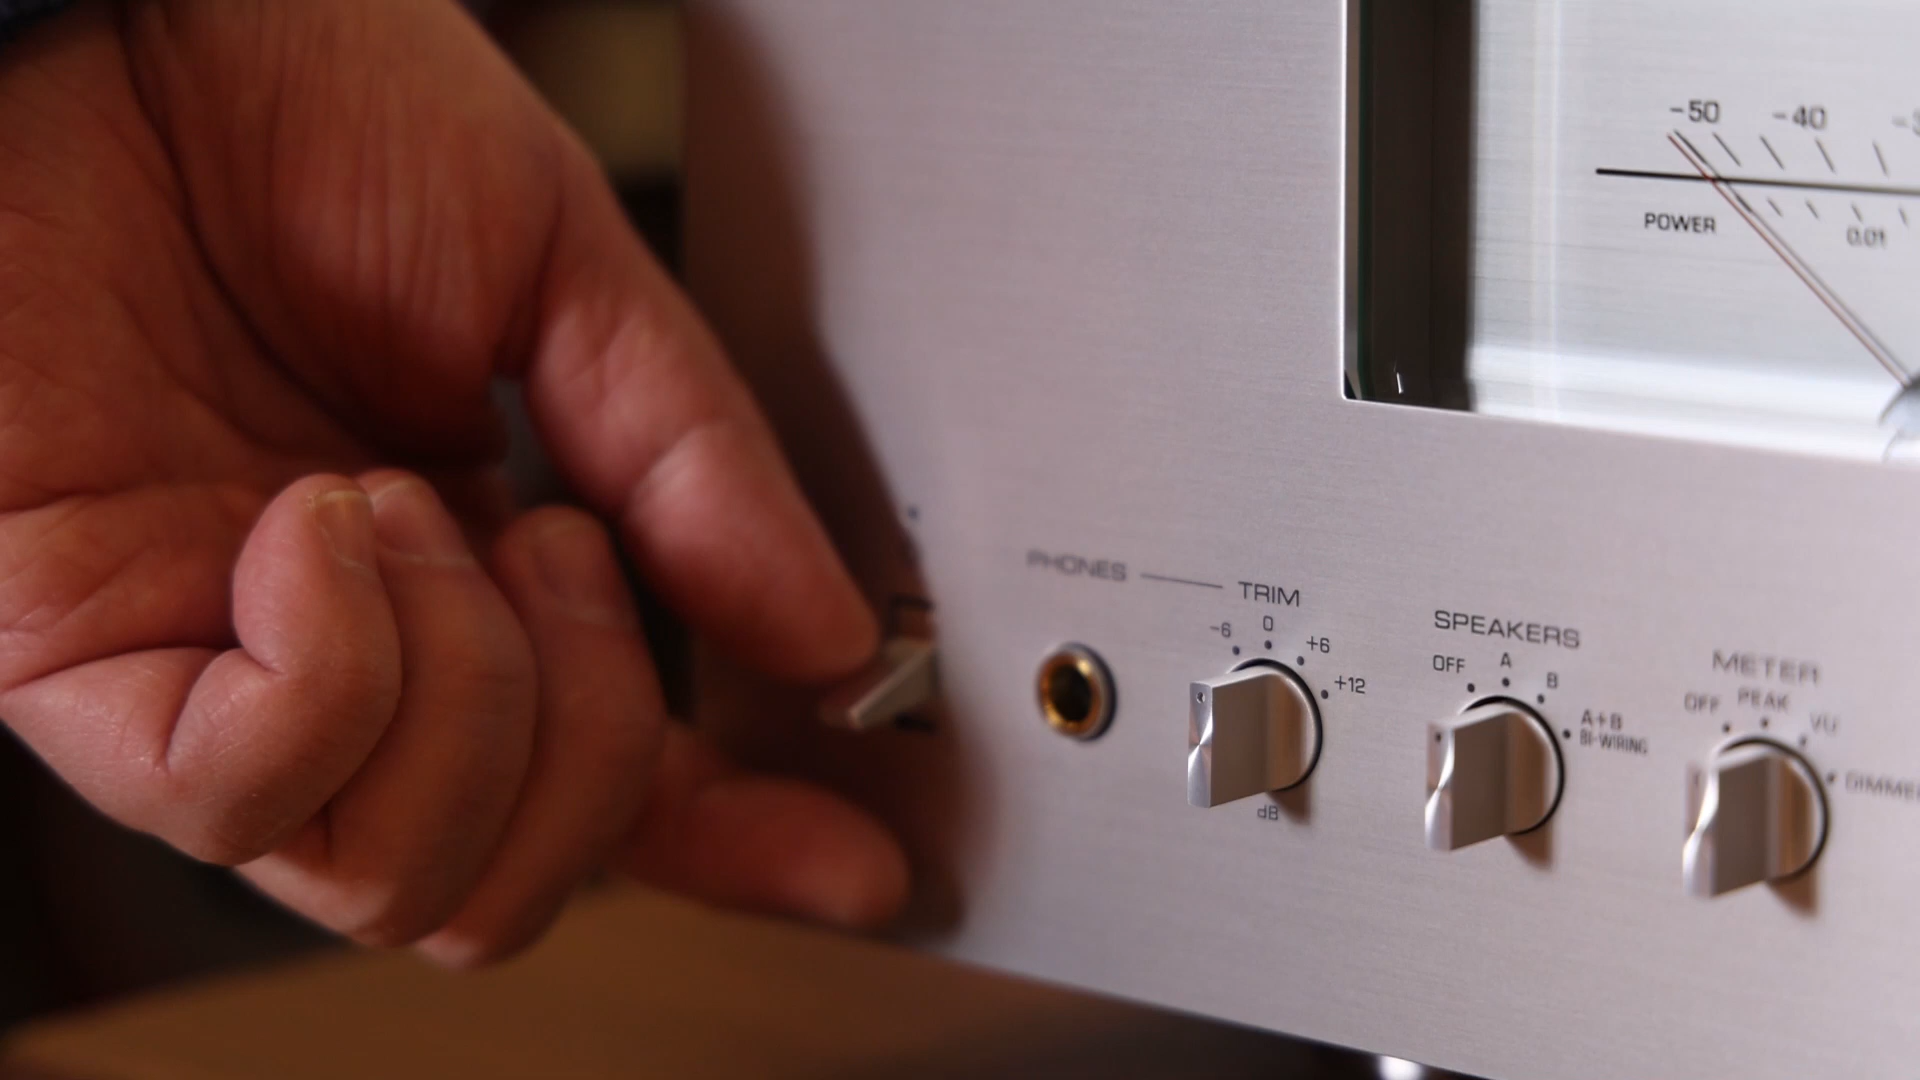 -50 -40
POWER 0.01
PHONES TRIM
-6 0 +6 +12
dB
SPEAKERS
OFF A B A+B
BI-WIRING
METER
OFF PEAK VU